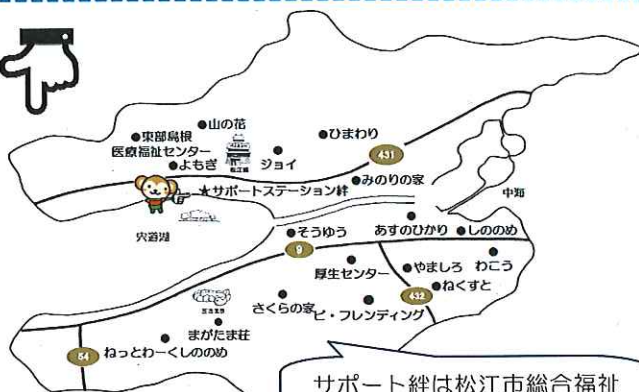 山の花
ひまわり
東部島根
医療福祉センター
松江城
ジョイ
431
よもぎ
みのりの家
★サポートステーション絆
中海
宍道湖
そうゆう
あすのひかり
しののめ
9
厚生センター
やましろ
わこう
ねくすと
432
さくらの家
ピ・フレンディング
まがたま荘
54
ねっとわーくしののめ
サポート絆は松江市総合福祉